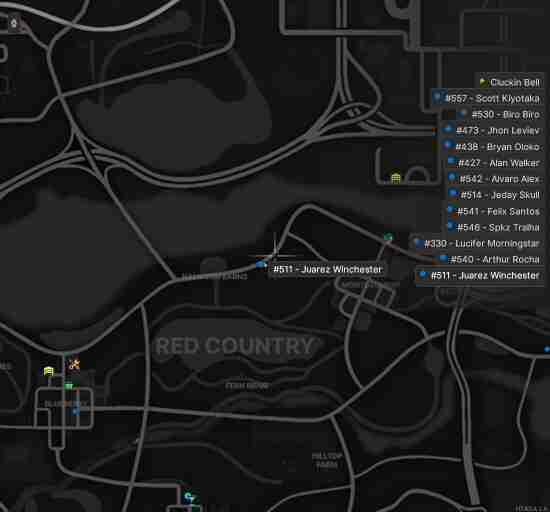 Cluckin Bell
#557 - Scott Kiyotaka
#530 - Biro Biro
#473 - Jhon Leviev
#438 - Bryan Oloko
#427 - Alan Walker
#542 - Alvaro Alex
#514 - Jeday Skull
#541 - Felix Santos
#546 - Spkz Tralha
#330 - Lucifer Morningstar
#540 - Arthur Rocha
#511 - Juarez Winchester
#511 - Juarez Winchester
RED COUNTRY
FERN RIDGE
BLUEBERRY
HILLTOP
FARM